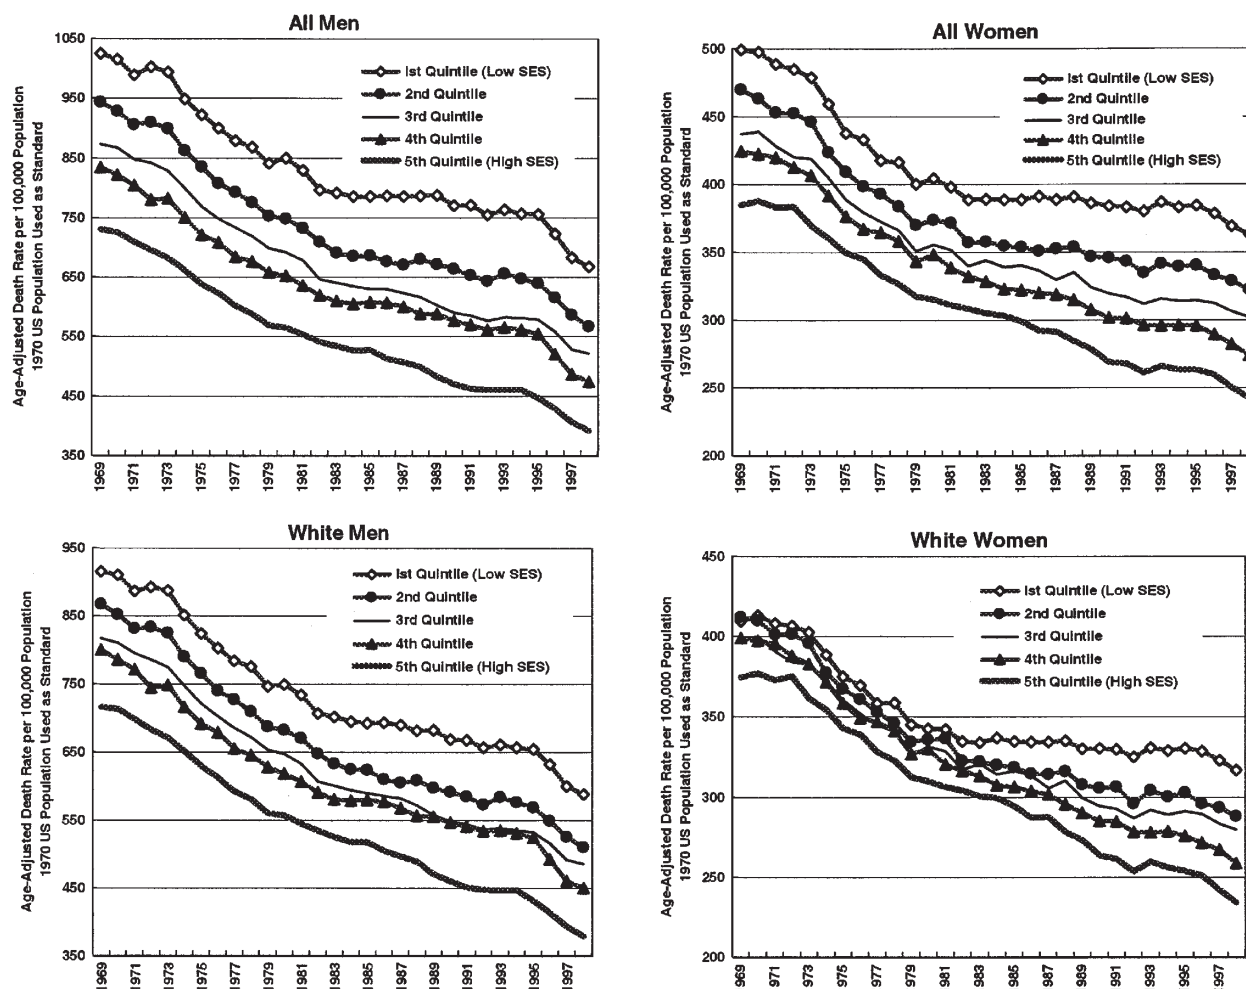 All Men
Age-Adjusted Death Rate per 100,000 Population
1970 US Population Used as Standard
1050
950
850
750
650
550
450
350
1st Quintile (Low SES)
2nd Quintile
3rd Quintile
4th Quintile
5th Quintile (High SES)
1969 1971 1973 1975 1977 1979 1981 1983 1985 1987 1989 1991 1993 1995 1997
All Women
Age-Adjusted Death Rate per 100,000 Population
1970 US Population Used as Standard
500
450
400
350
300
250
200
1st Quintile (Low SES)
2nd Quintile
3rd Quintile
4th Quintile
5th Quintile (High SES)
1969 1971 1973 1975 1977 1979 1981 1983 1985 1987 1989 1991 1993 1995 1997
White Men
Age-Adjusted Death Rate per 100,000 Population
1970 US Population Used as Standard
950
850
750
650
550
450
350
1st Quintile (Low SES)
2nd Quintile
3rd Quintile
4th Quintile
5th Quintile (High SES)
1969 1971 1973 1975 1977 1979 1981 1983 1985 1987 1989 1991 1993 1995 1997
White Women
Age-Adjusted Death Rate per 100,000 Population
1970 US Population Used as Standard
450
400
350
300
250
200
1st Quintile (Low SES)
2nd Quintile
3rd Quintile
4th Quintile
5th Quintile (High SES)
969 971 973 975 977 979 981 983 985 987 989 991 993 995 997